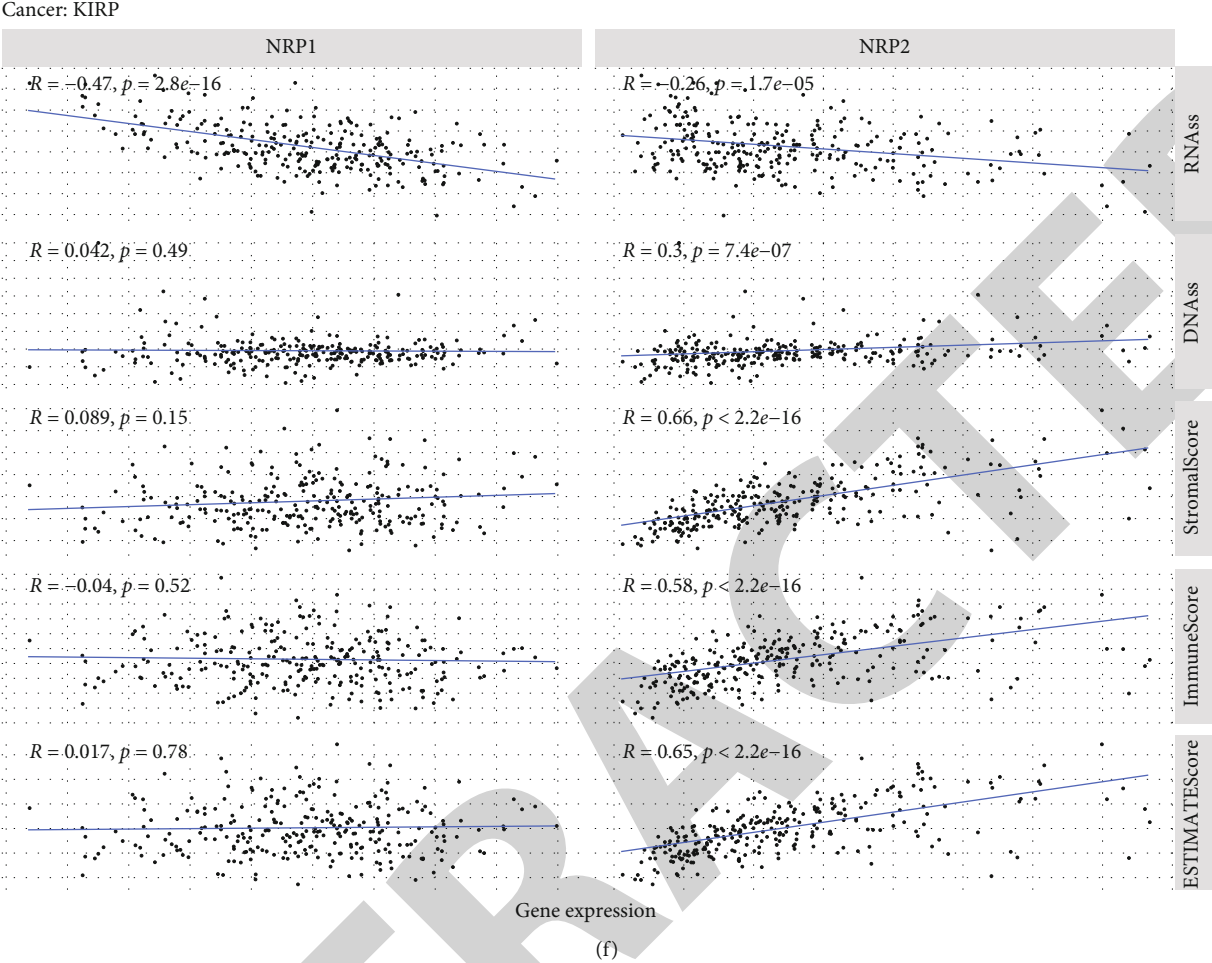 Cancer: KIRP
NRP1
NRP2
R = −0.47, p = 2.8e−16
R = −0.26, p = 1.7e−05
RNAss
R = 0.042, p = 0.49
R = 0.3, p = 7.4e−07
DNAss
R = 0.089, p = 0.15
R = 0.66, p < 2.2e−16
StromalScore
R = −0.04, p = 0.52
R = 0.58, p < 2.2e−16
ImmuneScore
R = 0.017, p = 0.78
R = 0.65, p < 2.2e−16
ESTIMATEScore
Gene expression
(f)
RACTE